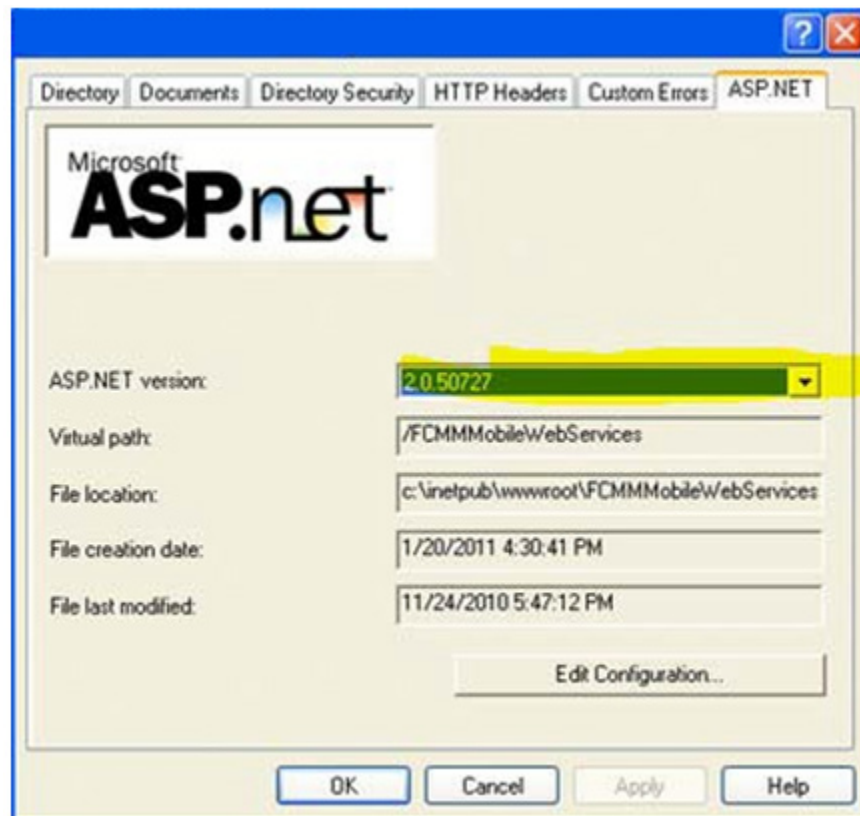 Directory Documents Directory Security HTTP Headers Custom Errors ASP.NET
Microsoft
ASP.net
ASP.NET version: 2.0.50727
Virtual path: /FCMMMobileWebServices
File location: c:\inetpub\wwwroot\FCMMMobileWebServices
File creation date: 1/20/2011 4:30:41 PM
File last modified: 11/24/2010 5:47:12 PM
Edit Configuration...
OK Cancel Apply Help